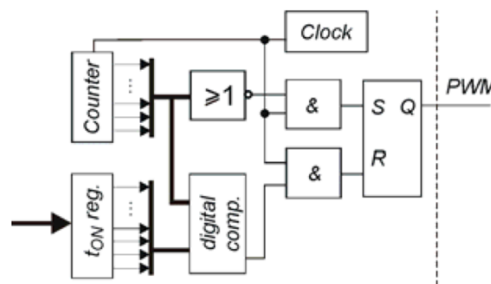 Clock
Counter
⩾1
&
S Q
PWM
R
&
t_ON reg.
digital
comp.